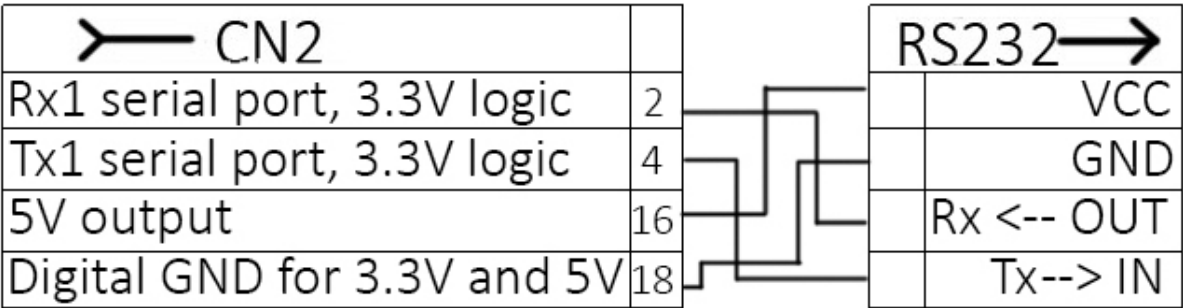 CN2
Rx1 serial port, 3.3V logic 2
Tx1 serial port, 3.3V logic 4
5V output 16
Digital GND for 3.3V and 5V 18
RS232
VCC
GND
Rx <-- OUT
Tx--> IN